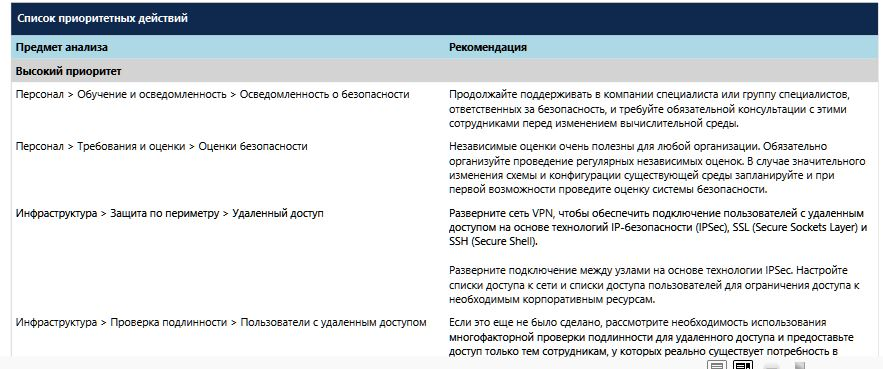 Список приоритетных действий
Предмет анализа
Рекомендация
Высокий приоритет
Персонал > Обучение и осведомленность > Осведомленность о безопасности
Продолжайте поддерживать в компании специалиста или группу специалистов,
ответственных за безопасность, и требуйте обязательной консультации с этими
сотрудниками перед изменением вычислительной среды.
Персонал > Требования и оценки > Оценки безопасности
Независимые оценки очень полезны для любой организации. Обязательно
организуйте проведение регулярных независимых оценок. В случае значительного
изменения схемы и конфигурации существующей среды запланируйте и при
первой возможности проведите оценку системы безопасности.
Инфраструктура > Защита по периметру > Удаленный доступ
Разверните сеть VPN, чтобы обеспечить подключение пользователей с удаленным
доступом на основе технологий IP-безопасности (IPSec), SSL (Secure Sockets Layer) и
SSH (Secure Shell).
Разверните подключение между узлами на основе технологии IPSec. Настройте
списки доступа к сети и списки доступа пользователей для ограничения доступа к
необходимым корпоративным ресурсам.
Инфраструктура > Проверка подлинности > Пользователи с удаленным доступом
Если это еще не было сделано, рассмотрите необходимость использования
многофакторной проверки подлинности для удаленного доступа и предоставьте
доступ только тем сотрудникам, у которых реально существует потребность в